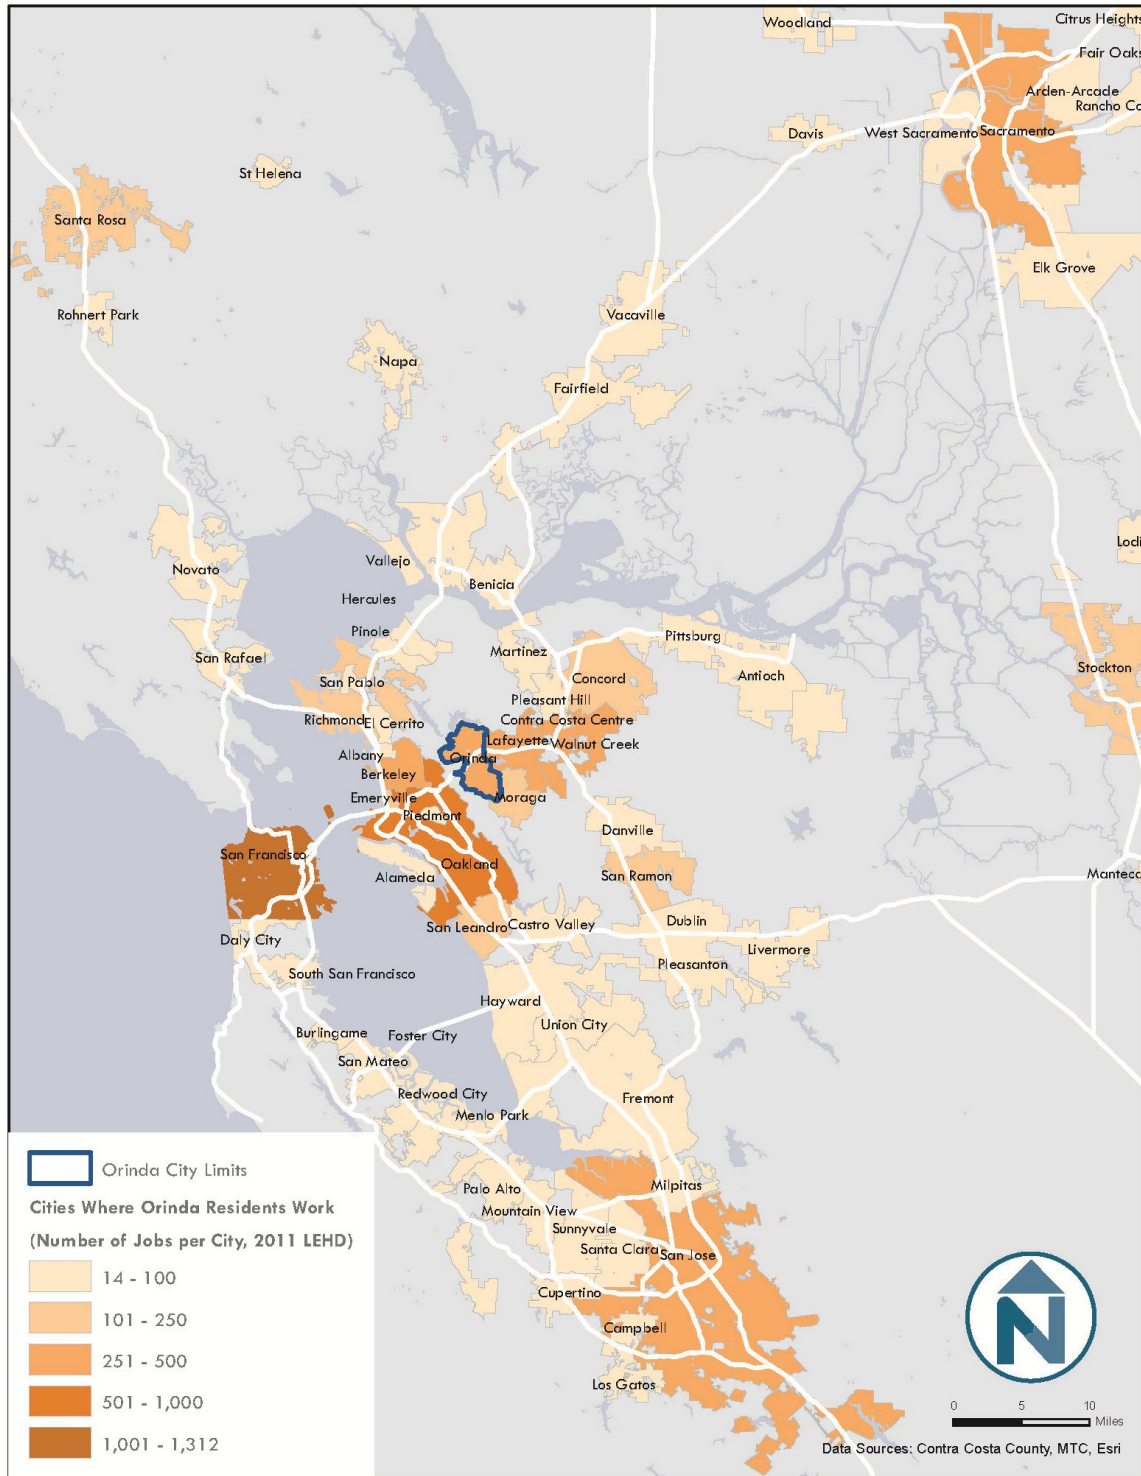 Woodland
Citrus Heights
Fair Oaks
Arden-Arcade
Rancho Co
Davis
West Sacramento
Sacramento
St Helena
Santa Rosa
Elk Grove
Rohnert Park
Vacaville
Napa
Fairfield
Lodi
Novato
Vallejo
Benicia
Hercules
Pinole
Pittsburg
San Rafael
Martinez
Stockton
San Pablo
Concord
Antioch
Pleasant Hill
Richmond
El Cerrito
Contra Costa Centre
Lafayette
Walnut Creek
Albany
Orinda
Berkeley
Emeryville
Moraga
Piedmont
Danville
San Francisco
Oakland
Alameda
San Ramon
Manteca
San Leandro
Castro Valley
Dublin
Daly City
Livermore
Pleasanton
South San Francisco
Hayward
Union City
Burlingame
Foster City
San Mateo
Redwood City
Fremont
Menlo Park
Palo Alto
Milpitas
Mountain View
Sunnyvale
Santa Clara
San Jose
Cupertino
Campbell
Los Gatos
Orinda City Limits
Cities Where Orinda Residents Work
(Number of Jobs per City, 2011 LEHD)
14 - 100
101 - 250
251 - 500
501 - 1,000
1,001 - 1,312
N
0 5 10
Miles
Data Sources: Contra Costa County, MTC, Esri